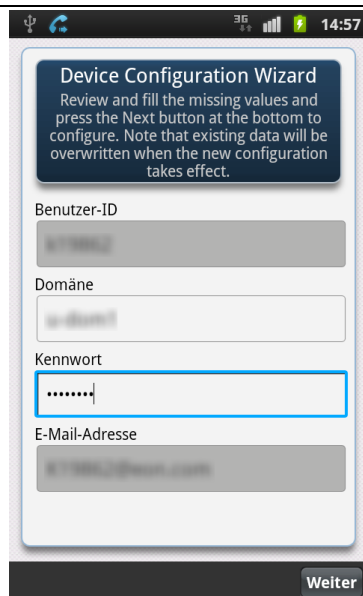 3G 14:57
Device Configuration Wizard
Review and fill the missing values and
press the Next button at the bottom to
configure. Note that existing data will be
overwritten when the new configuration
takes effect.
Benutzer-ID
Domäne
Kennwort
••••••••
E-Mail-Adresse
Weiter